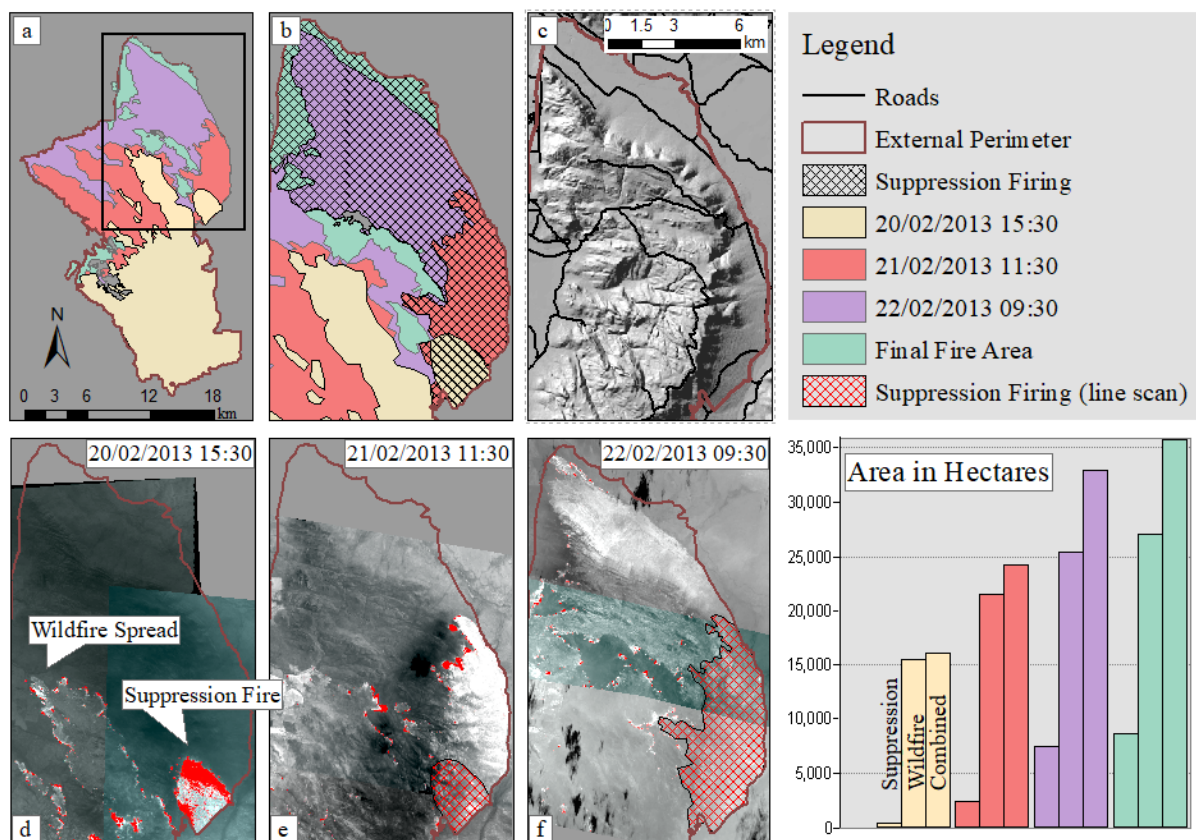 a
N
0 3 6 12 18
km
b
c
0 1.5 3 6
km
Legend
Roads
External Perimeter
Suppression Firing
20/02/2013 15:30
21/02/2013 11:30
22/02/2013 09:30
Final Fire Area
Suppression Firing (line scan)
20/02/2013 15:30
Wildfire Spread
Suppression Fire
d
21/02/2013 11:30
e
22/02/2013 09:30
f
Area in Hectares
35,000
30,000
25,000
20,000
15,000
10,000
5,000
0
Suppression
Wildfire
Combined